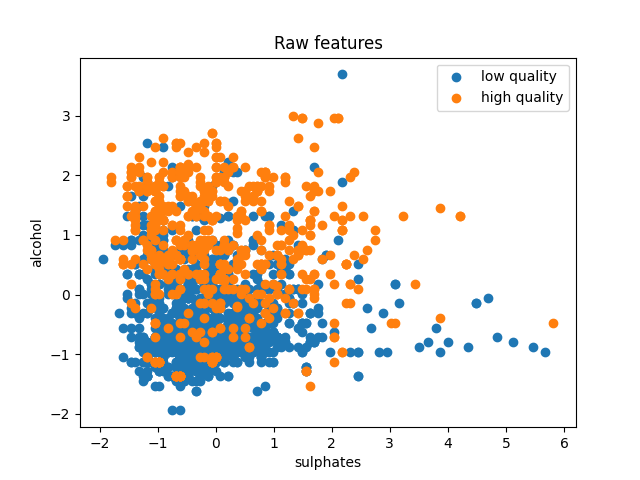 Raw features
low quality
high quality
3
2
1
0
−1
−2
alcohol
−2 −1 0 1 2 3 4 5 6
sulphates